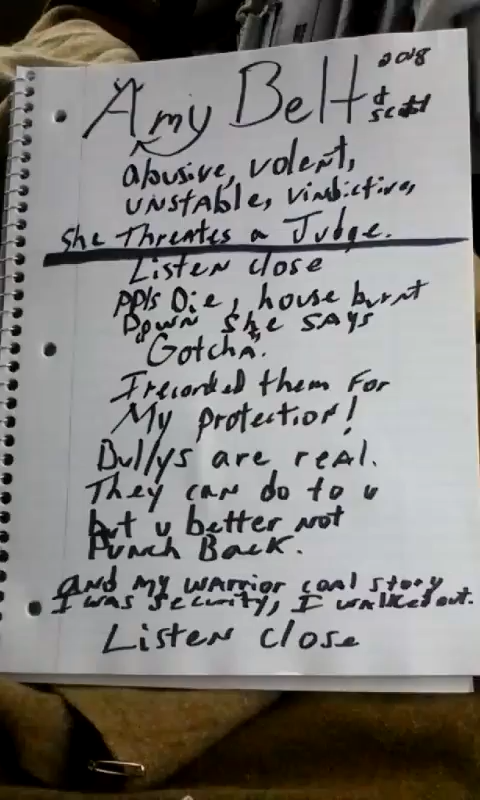 2018
Amy Belt & scott
abusive, volent,
unstable, vindictive,
she Threates a Judge.
Listen close
ppls Die, house burnt
Down she says
"Gotcha".
I recorded them For
My protection!
Bullys are real.
They can do to u
but u better not
Punch Back.
and my warrior coal story
I was security, I walked out.
Listen close